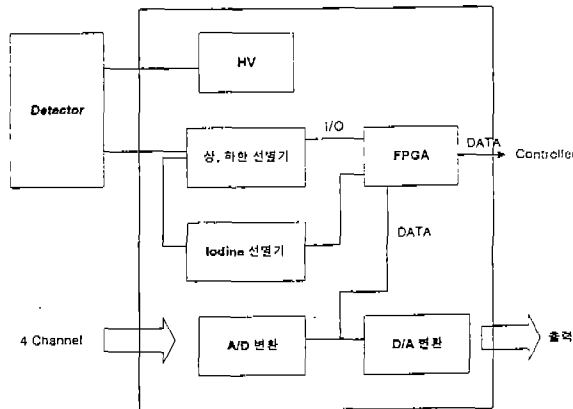 HV
Detector
I/O
상, 하한 선별기
FPGA
DATA
Controller
Iodine 선별기
DATA
4 Channel
A/D 변환
D/A 변환
출력